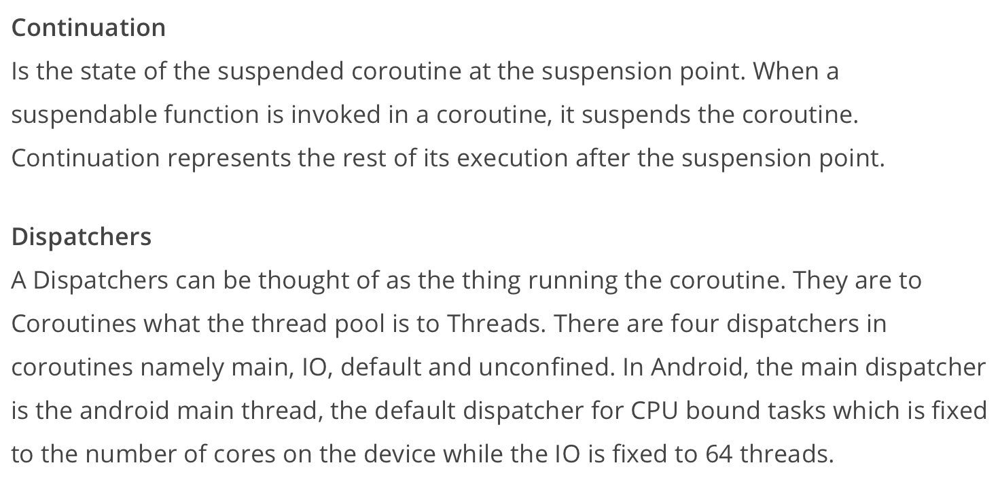 Continuation
Is the state of the suspended coroutine at the suspension point. When a
suspendable function is invoked in a coroutine, it suspends the coroutine.
Continuation represents the rest of its execution after the suspension point.
Dispatchers
A Dispatchers can be thought of as the thing running the coroutine. They are to
Coroutines what the thread pool is to Threads. There are four dispatchers in
coroutines namely main, IO, default and unconfined. In Android, the main dispatcher
is the android main thread, the default dispatcher for CPU bound tasks which is fixed
to the number of cores on the device while the IO is fixed to 64 threads.